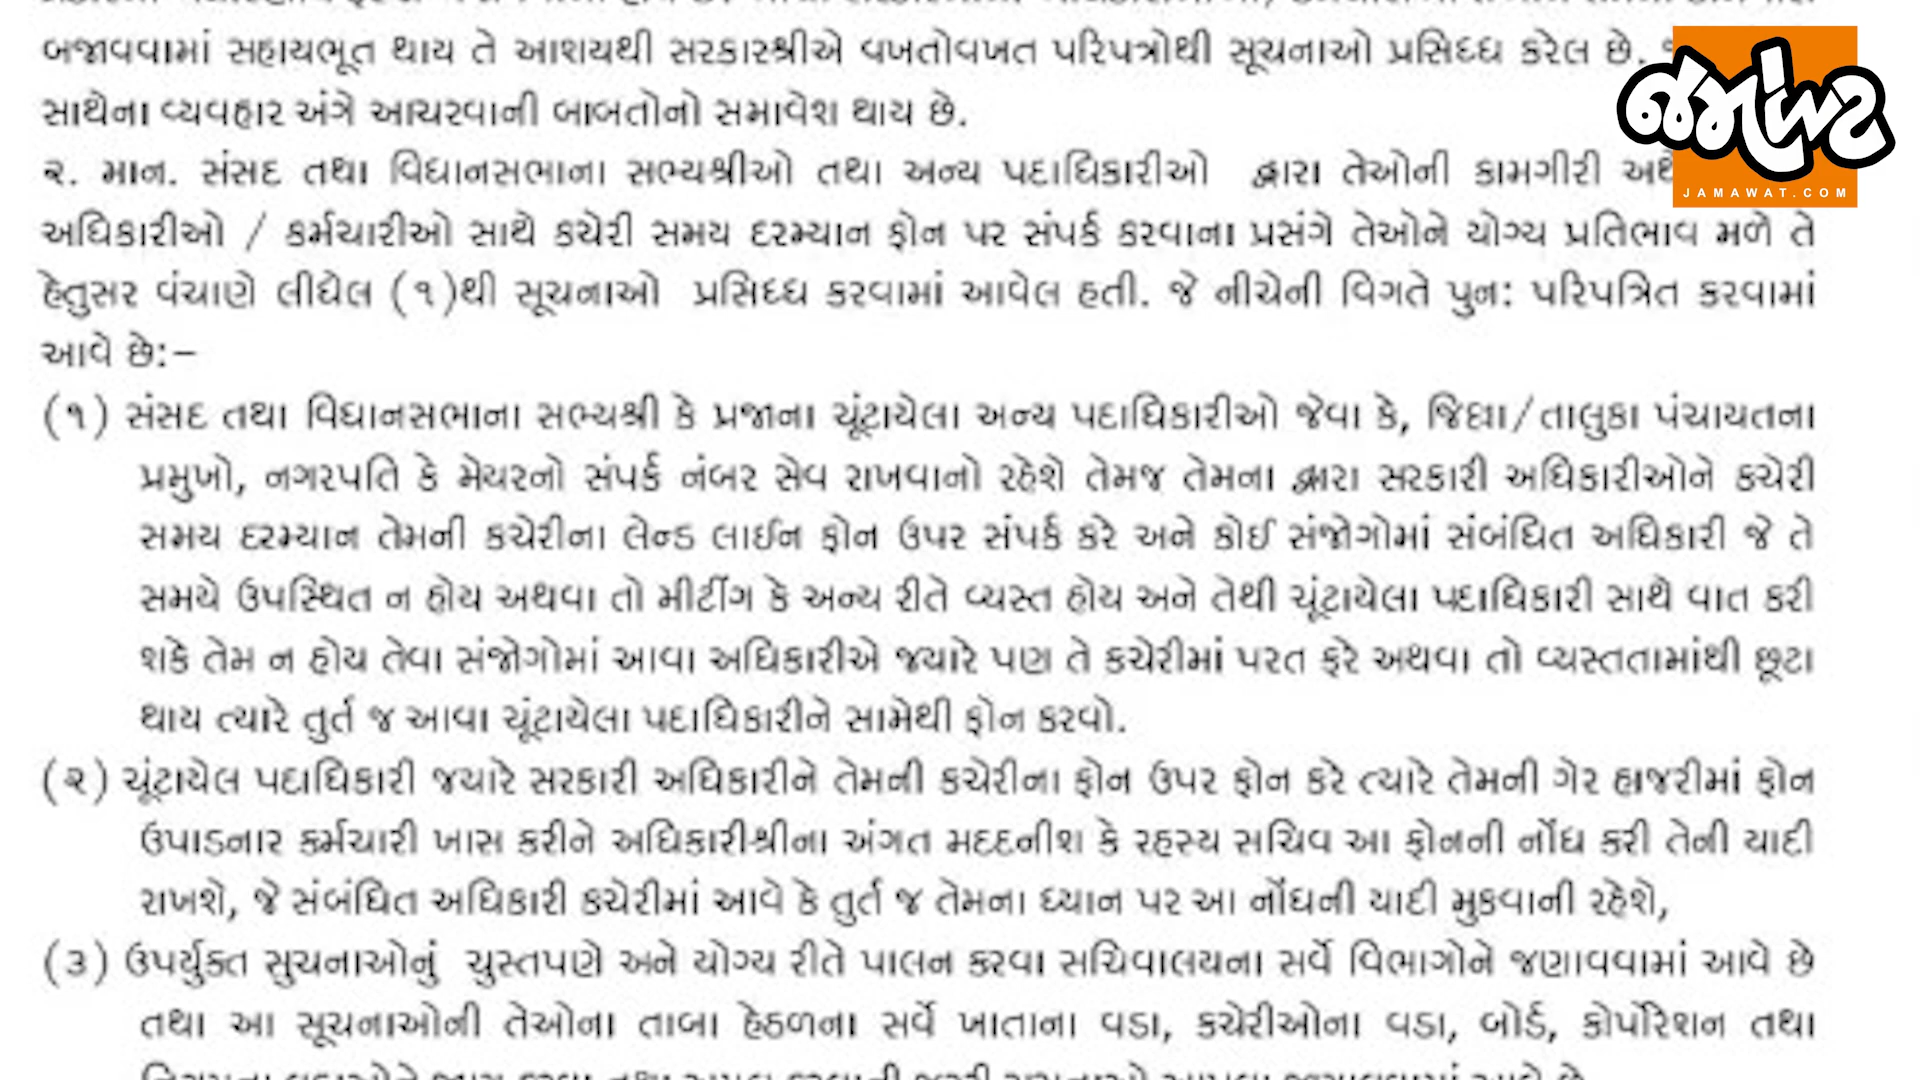 બજાવવામાં સહાયભૂત થાય તે આશયથી સરકારશ્રીએ વખતોવખત પરિપત્રોથી સૂચનાઓ પ્રસિધ્ધ કરેલ છે.
સાથેના વ્યવહાર અંગે આચરવાની બાબતોનો સમાવેશ થાય છે.
૨. માન. સંસદ તથા વિધાનસભાના સભ્યશ્રીઓ તથા અન્ય પદાધિકારીઓ દ્વારા તેઓની કામગીરી
અધિકારીઓ / કર્મચારીઓ સાથે કચેરી સમય દરમ્યાન ફોન પર સંપર્ક કરવાના પ્રસંગે તેઓને યોગ્ય પ્રતિભાવ મળે તે
હેતુસર વંચાણે લીધેલ (૧)થી સૂચનાઓ પ્રસિધ્ધ કરવામાં આવેલ હતી. જે નીચેની વિગતે પુન: પરિપત્રિત કરવામાં
આવે છે:–
(૧) સંસદ તથા વિધાનસભાના સભ્યશ્રી કે પ્રજાના ચૂંટાયેલા અન્ય પદાધિકારીઓ જેવા કે, જિલ્લા/તાલુકા પંચાયતના
પ્રમુખો, નગરપતિ કે મેયરનો સંપર્ક નંબર સેવ રાખવાનો રહેશે તેમજ તેમના દ્વારા સરકારી અધિકારીઓને કચેરી
સમય દરમ્યાન તેમની કચેરીના લેન્ડ લાઈન ફોન ઉપર સંપર્ક કરે અને કોઈ સંજોગોમાં સંબંધિત અધિકારી જે તે
સમયે ઉપસ્થિત ન હોય અથવા તો મીટીંગ કે અન્ય રીતે વ્યસ્ત હોય અને તેથી ચૂંટાયેલા પદાધિકારી સાથે વાત કરી
શકે તેમ ન હોય તેવા સંજોગોમાં આવા અધિકારીએ જ્યારે પણ તે કચેરીમાં પરત ફરે અથવા તો વ્યસ્તતામાંથી છૂટા
થાય ત્યારે તુર્ત જ આવા ચૂંટાયેલા પદાધિકારીને સામેથી ફોન કરવો.
(૨) ચૂંટાયેલ પદાધિકારી જયારે સરકારી અધિકારીને તેમની કચેરીના ફોન ઉપર ફોન કરે ત્યારે તેમની ગેર હાજરીમાં ફોન
ઉપાડનાર કર્મચારી ખાસ કરીને અધિકારીશ્રીના અંગત મદદનીશ કે રહસ્ય સચિવ આ ફોનની નોંધ કરી તેની યાદી
રાખશે, જે સંબંધિત અધિકારી કચેરીમાં આવે કે તુર્ત જ તેમના ધ્યાન પર આ નોંધની યાદી મુકવાની રહેશે,
(૩) ઉપર્યુક્ત સુચનાઓનું ચુસ્તપણે અને યોગ્ય રીતે પાલન કરવા સચિવાલયના સર્વે વિભાગોને જણાવવામાં આવે છે
તથા આ સૂચનાઓની તેઓના તાબા હેઠળના સર્વે ખાતાના વડા, કચેરીઓના વડા, બોર્ડ, કોર્પોરેશન તથા
જમાવટ
JAMAWAT.COM